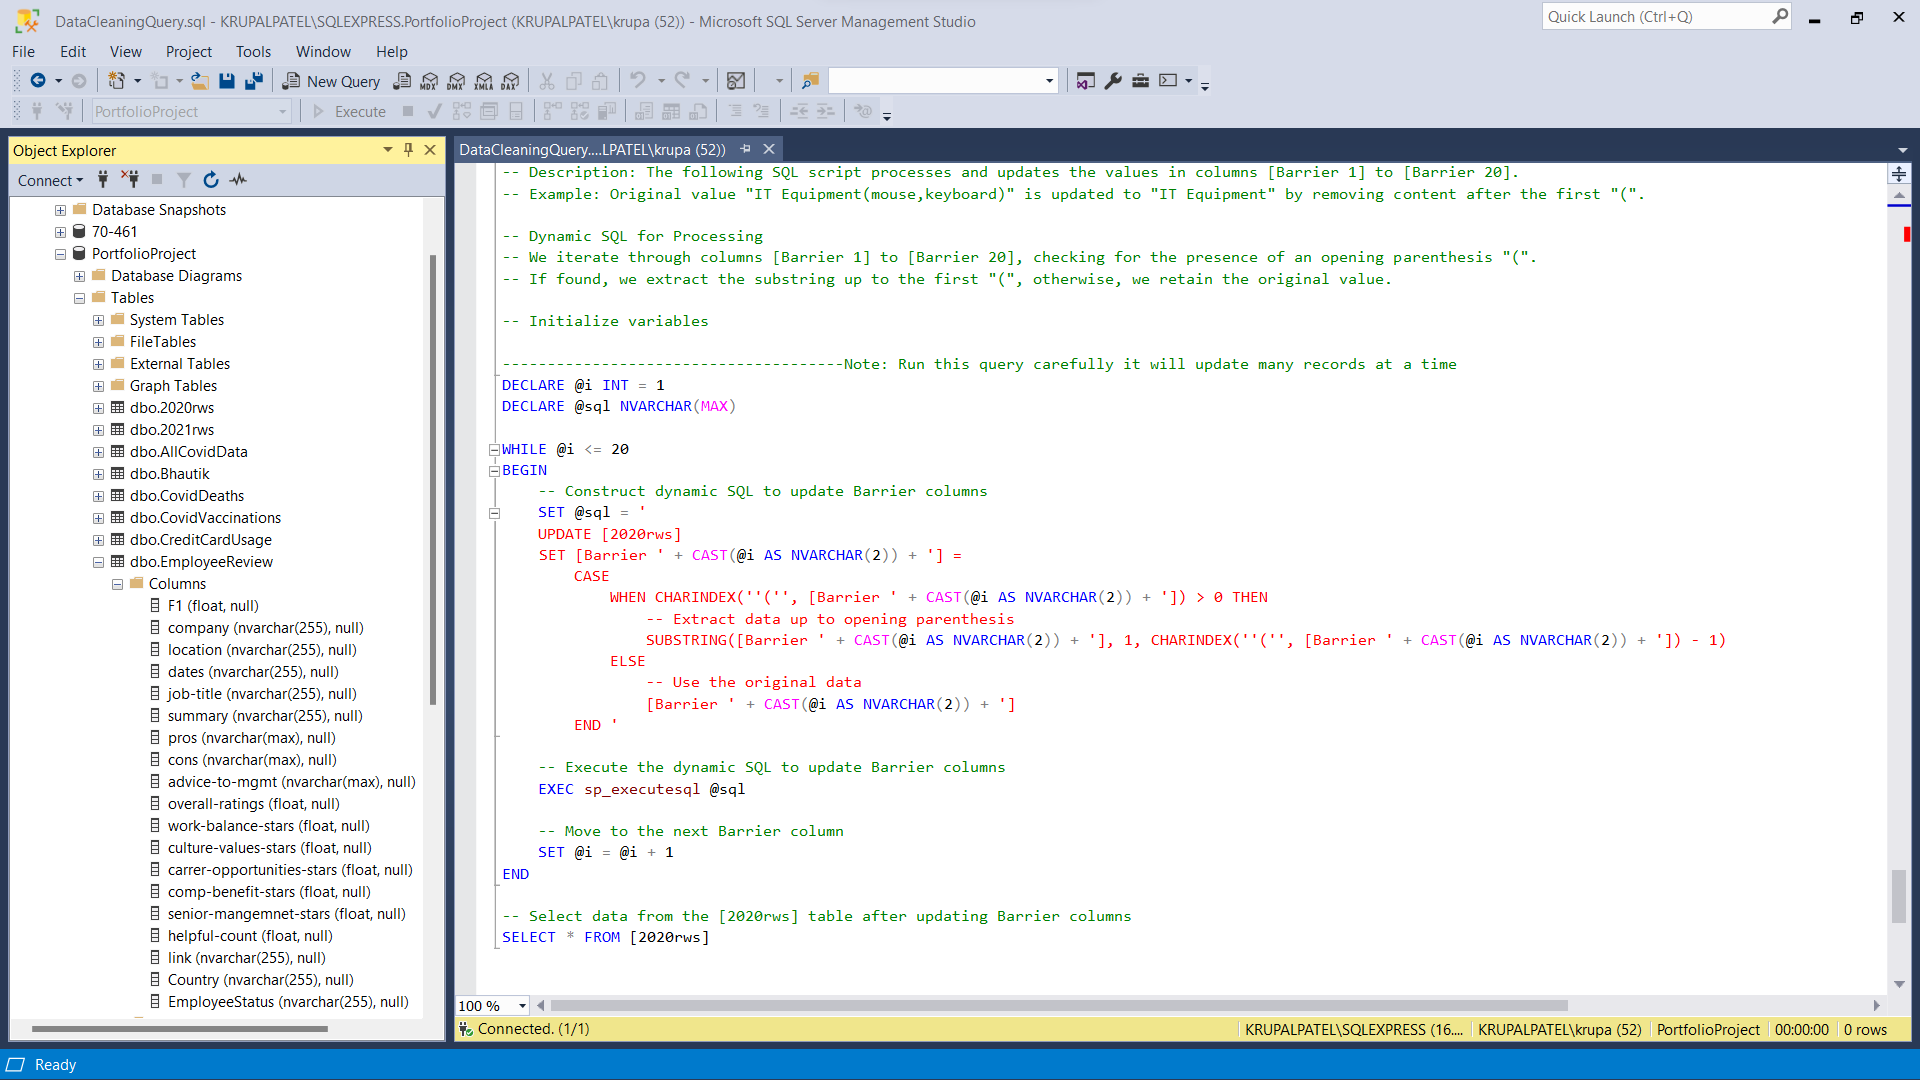 DataCleaningQuery.sql - KRUPALPATEL\SQLEXPRESS.PortfolioProject (KRUPALPATEL\krupa (52)) - Microsoft SQL Server Management Studio
Quick Launch (Ctrl+Q)
File Edit View Project Tools Window Help
New Query MDX DMX XMLA DAX
PortfolioProject Execute
Object Explorer
Connect
Database Snapshots
70-461
PortfolioProject
Database Diagrams
Tables
System Tables
FileTables
External Tables
Graph Tables
dbo.2020rws
dbo.2021rws
dbo.AllCovidData
dbo.Bhautik
dbo.CovidDeaths
dbo.CovidVaccinations
dbo.CreditCardUsage
dbo.EmployeeReview
Columns
F1 (float, null)
company (nvarchar(255), null)
location (nvarchar(255), null)
dates (nvarchar(255), null)
job-title (nvarchar(255), null)
summary (nvarchar(255), null)
pros (nvarchar(max), null)
cons (nvarchar(max), null)
advice-to-mgmt (nvarchar(max), null)
overall-ratings (float, null)
work-balance-stars (float, null)
culture-values-stars (float, null)
carrer-opportunities-stars (float, null)
comp-benefit-stars (float, null)
senior-mangemnet-stars (float, null)
helpful-count (float, null)
link (nvarchar(255), null)
Country (nvarchar(255), null)
EmployeeStatus (nvarchar(255), null)
DataCleaningQuery....LPATEL\krupa (52))
-- Description: The following SQL script processes and updates the values in columns [Barrier 1] to [Barrier 20].
-- Example: Original value "IT Equipment(mouse,keyboard)" is updated to "IT Equipment" by removing content after the first "(".
-- Dynamic SQL for Processing
-- We iterate through columns [Barrier 1] to [Barrier 20], checking for the presence of an opening parenthesis "(".
-- If found, we extract the substring up to the first "(", otherwise, we retain the original value.
-- Initialize variables
--------------------------------------Note: Run this query carefully it will update many records at a time
DECLARE @i INT = 1
DECLARE @sql NVARCHAR(MAX)
WHILE @i <= 20
BEGIN
-- Construct dynamic SQL to update Barrier columns
SET @sql = '
UPDATE [2020rws]
SET [Barrier ' + CAST(@i AS NVARCHAR(2)) + '] =
CASE
WHEN CHARINDEX(''('', [Barrier ' + CAST(@i AS NVARCHAR(2)) + ']) > 0 THEN
-- Extract data up to opening parenthesis
SUBSTRING([Barrier ' + CAST(@i AS NVARCHAR(2)) + '], 1, CHARINDEX(''('', [Barrier ' + CAST(@i AS NVARCHAR(2)) + ']) - 1)
ELSE
-- Use the original data
[Barrier ' + CAST(@i AS NVARCHAR(2)) + ']
END '
-- Execute the dynamic SQL to update Barrier columns
EXEC sp_executesql @sql
-- Move to the next Barrier column
SET @i = @i + 1
END
-- Select data from the [2020rws] table after updating Barrier columns
SELECT * FROM [2020rws]
100 %
Connected. (1/1) KRUPALPATEL\SQLEXPRESS (16.... KRUPALPATEL\krupa (52) PortfolioProject 00:00:00 0 rows
Ready